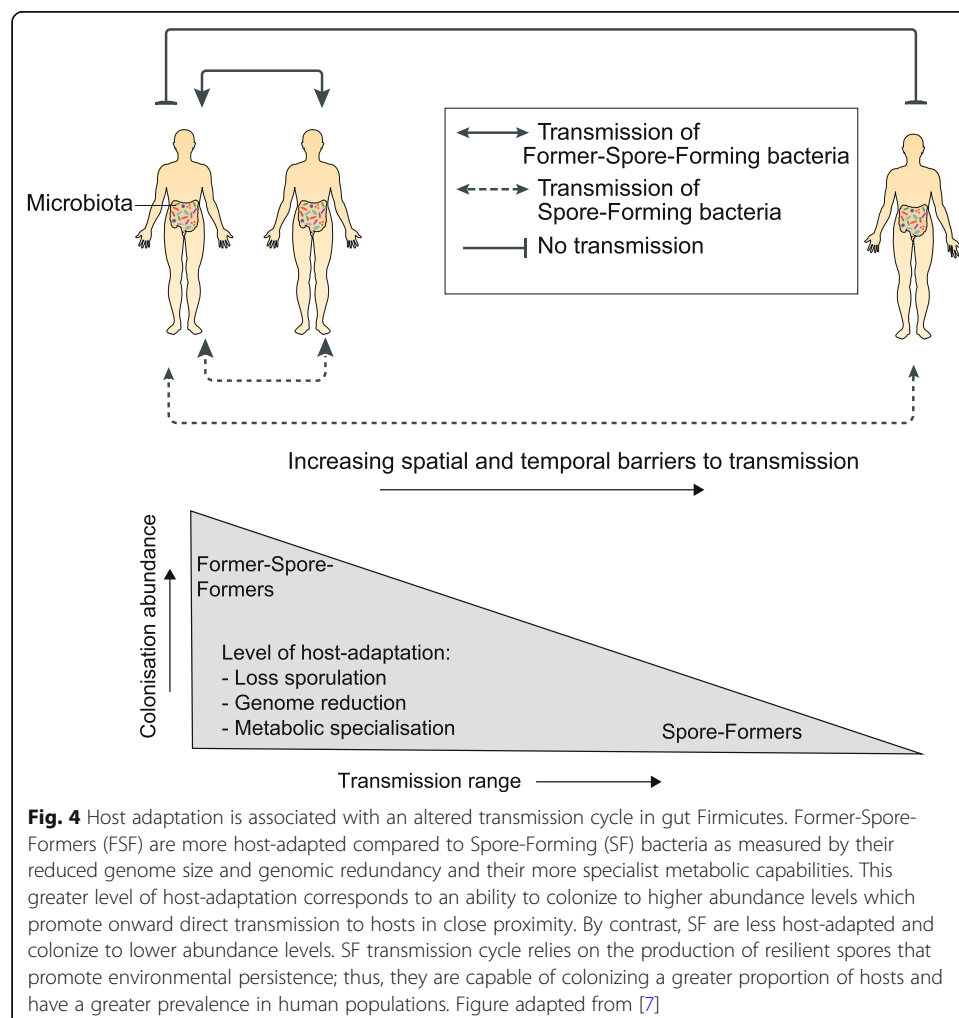 Microbiota
Transmission of
Former-Spore-Forming bacteria
Transmission of
Spore-Forming bacteria
No transmission
Increasing spatial and temporal barriers to transmission
Colonisation abundance
Former-Spore-
Formers
Level of host-adaptation:
- Loss sporulation
- Genome reduction
- Metabolic specialisation
Spore-Formers
Transmission range
Fig. 4 Host adaptation is associated with an altered transmission cycle in gut Firmicutes. Former-Spore-
Formers (FSF) are more host-adapted compared to Spore-Forming (SF) bacteria as measured by their
reduced genome size and genomic redundancy and their more specialist metabolic capabilities. This
greater level of host-adaptation corresponds to an ability to colonize to higher abundance levels which
promote onward direct transmission to hosts in close proximity. By contrast, SF are less host-adapted and
colonize to lower abundance levels. SF transmission cycle relies on the production of resilient spores that
promote environmental persistence; thus, they are capable of colonizing a greater proportion of hosts and
have a greater prevalence in human populations. Figure adapted from [7]